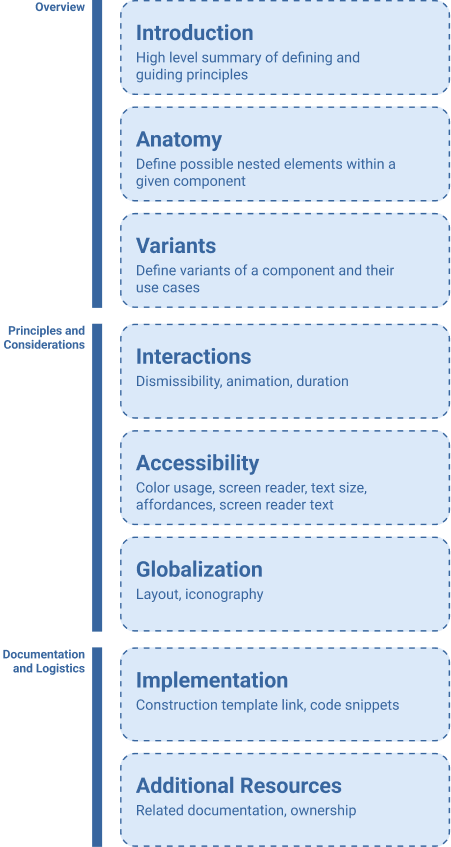 Overview
Introduction
High level summary of defining and
guiding principles
Anatomy
Define possible nested elements within a
given component
Variants
Define variants of a component and their
use cases
Principles and
Considerations
Interactions
Dismissibility, animation, duration
Accessibility
Color usage, screen reader, text size,
affordances, screen reader text
Globalization
Layout, iconography
Documentation
and Logistics
Implementation
Construction template link, code snippets
Additional Resources
Related documentation, ownership